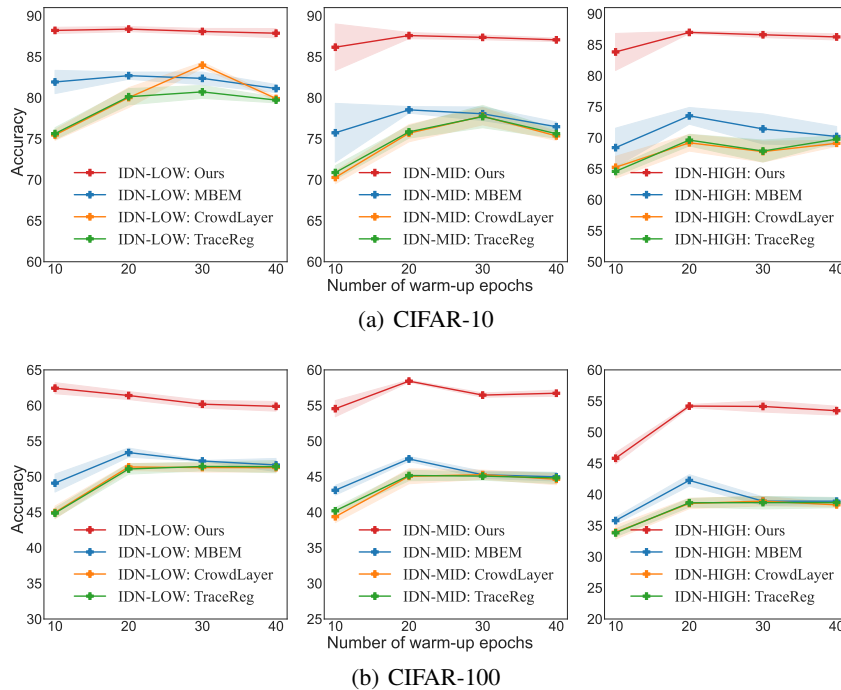 90
85
80
75
70
65
60
Accuracy
IDN-LOW: Ours
IDN-LOW: MBEM
IDN-LOW: CrowdLayer
IDN-LOW: TraceReg
10 20 30 40
90
85
80
75
70
65
60
IDN-MID: Ours
IDN-MID: MBEM
IDN-MID: CrowdLayer
IDN-MID: TraceReg
10 20 30 40
90
85
80
75
70
65
60
55
50
IDN-HIGH: Ours
IDN-HIGH: MBEM
IDN-HIGH: CrowdLayer
IDN-HIGH: TraceReg
10 20 30 40
Number of warm-up epochs
(a) CIFAR-10
65
60
55
50
45
40
35
30
Accuracy
IDN-LOW: Ours
IDN-LOW: MBEM
IDN-LOW: CrowdLayer
IDN-LOW: TraceReg
10 20 30 40
65
60
55
50
45
40
35
30
25
IDN-MID: Ours
IDN-MID: MBEM
IDN-MID: CrowdLayer
IDN-MID: TraceReg
10 20 30 40
60
55
50
45
40
35
30
25
20
IDN-HIGH: Ours
IDN-HIGH: MBEM
IDN-HIGH: CrowdLayer
IDN-HIGH: TraceReg
10 20 30 40
Number of warm-up epochs
(b) CIFAR-100